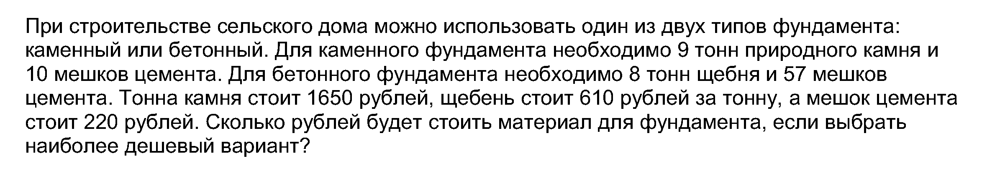 При строительстве сельского дома можно использовать один из двух типов фундамента:
каменный или бетонный. Для каменного фундамента необходимо 9 тонн природного камня и
10 мешков цемента. Для бетонного фундамента необходимо 8 тонн щебня и 57 мешков
цемента. Тонна камня стоит 1650 рублей, щебень стоит 610 рублей за тонну, а мешок цемента
стоит 220 рублей. Сколько рублей будет стоить материал для фундамента, если выбрать
наиболее дешевый вариант?